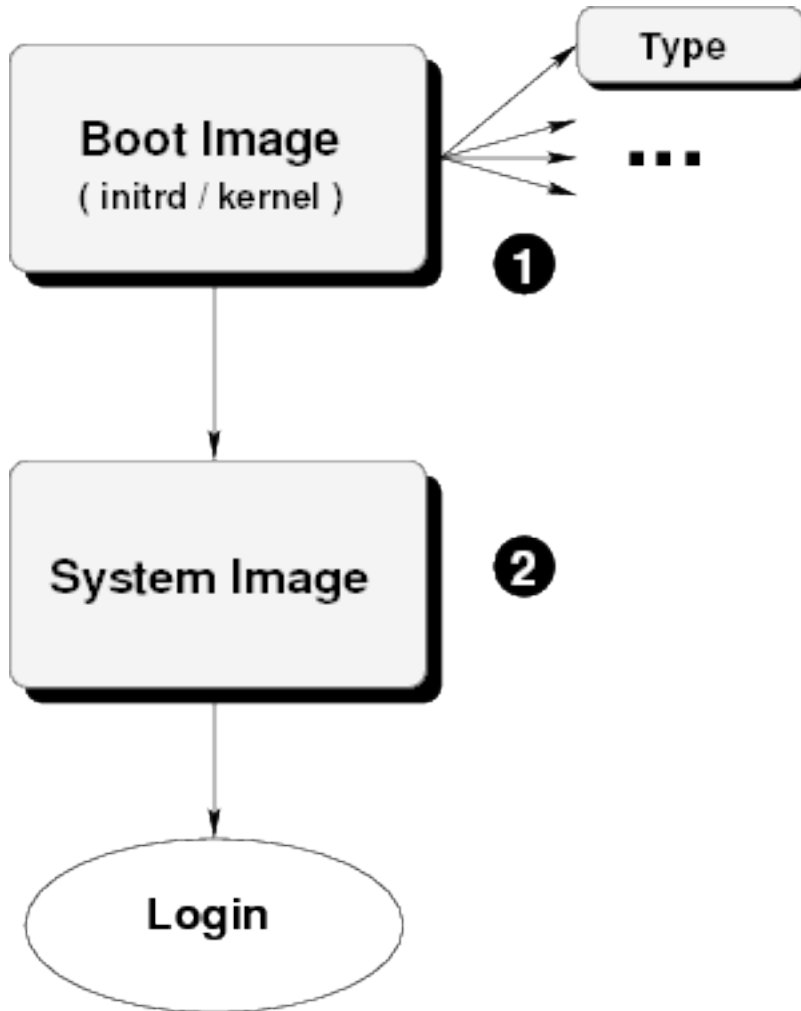 Type
Boot Image
( initrd / kernel )
...
1
System Image
2
Login